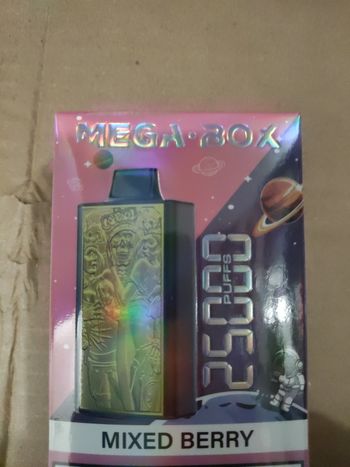 MEGA·BOX
25000
PUFFS
MIXED BERRY